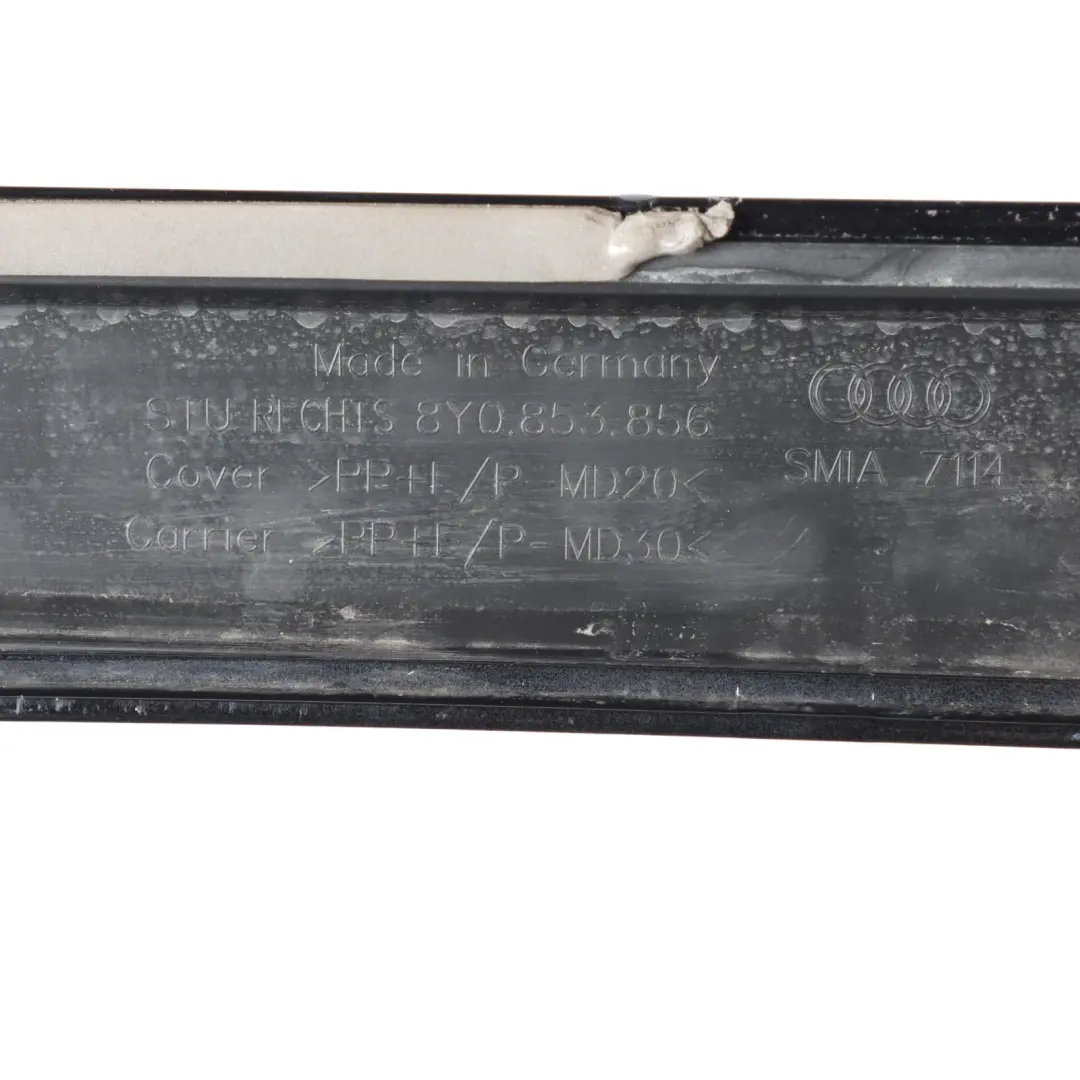 Made in Germany
STU RECHTS 8Y0.853.856
Cover >PP+E/P-MD20<
Carrier >PP+E/P-MD30<
SMIA 7114